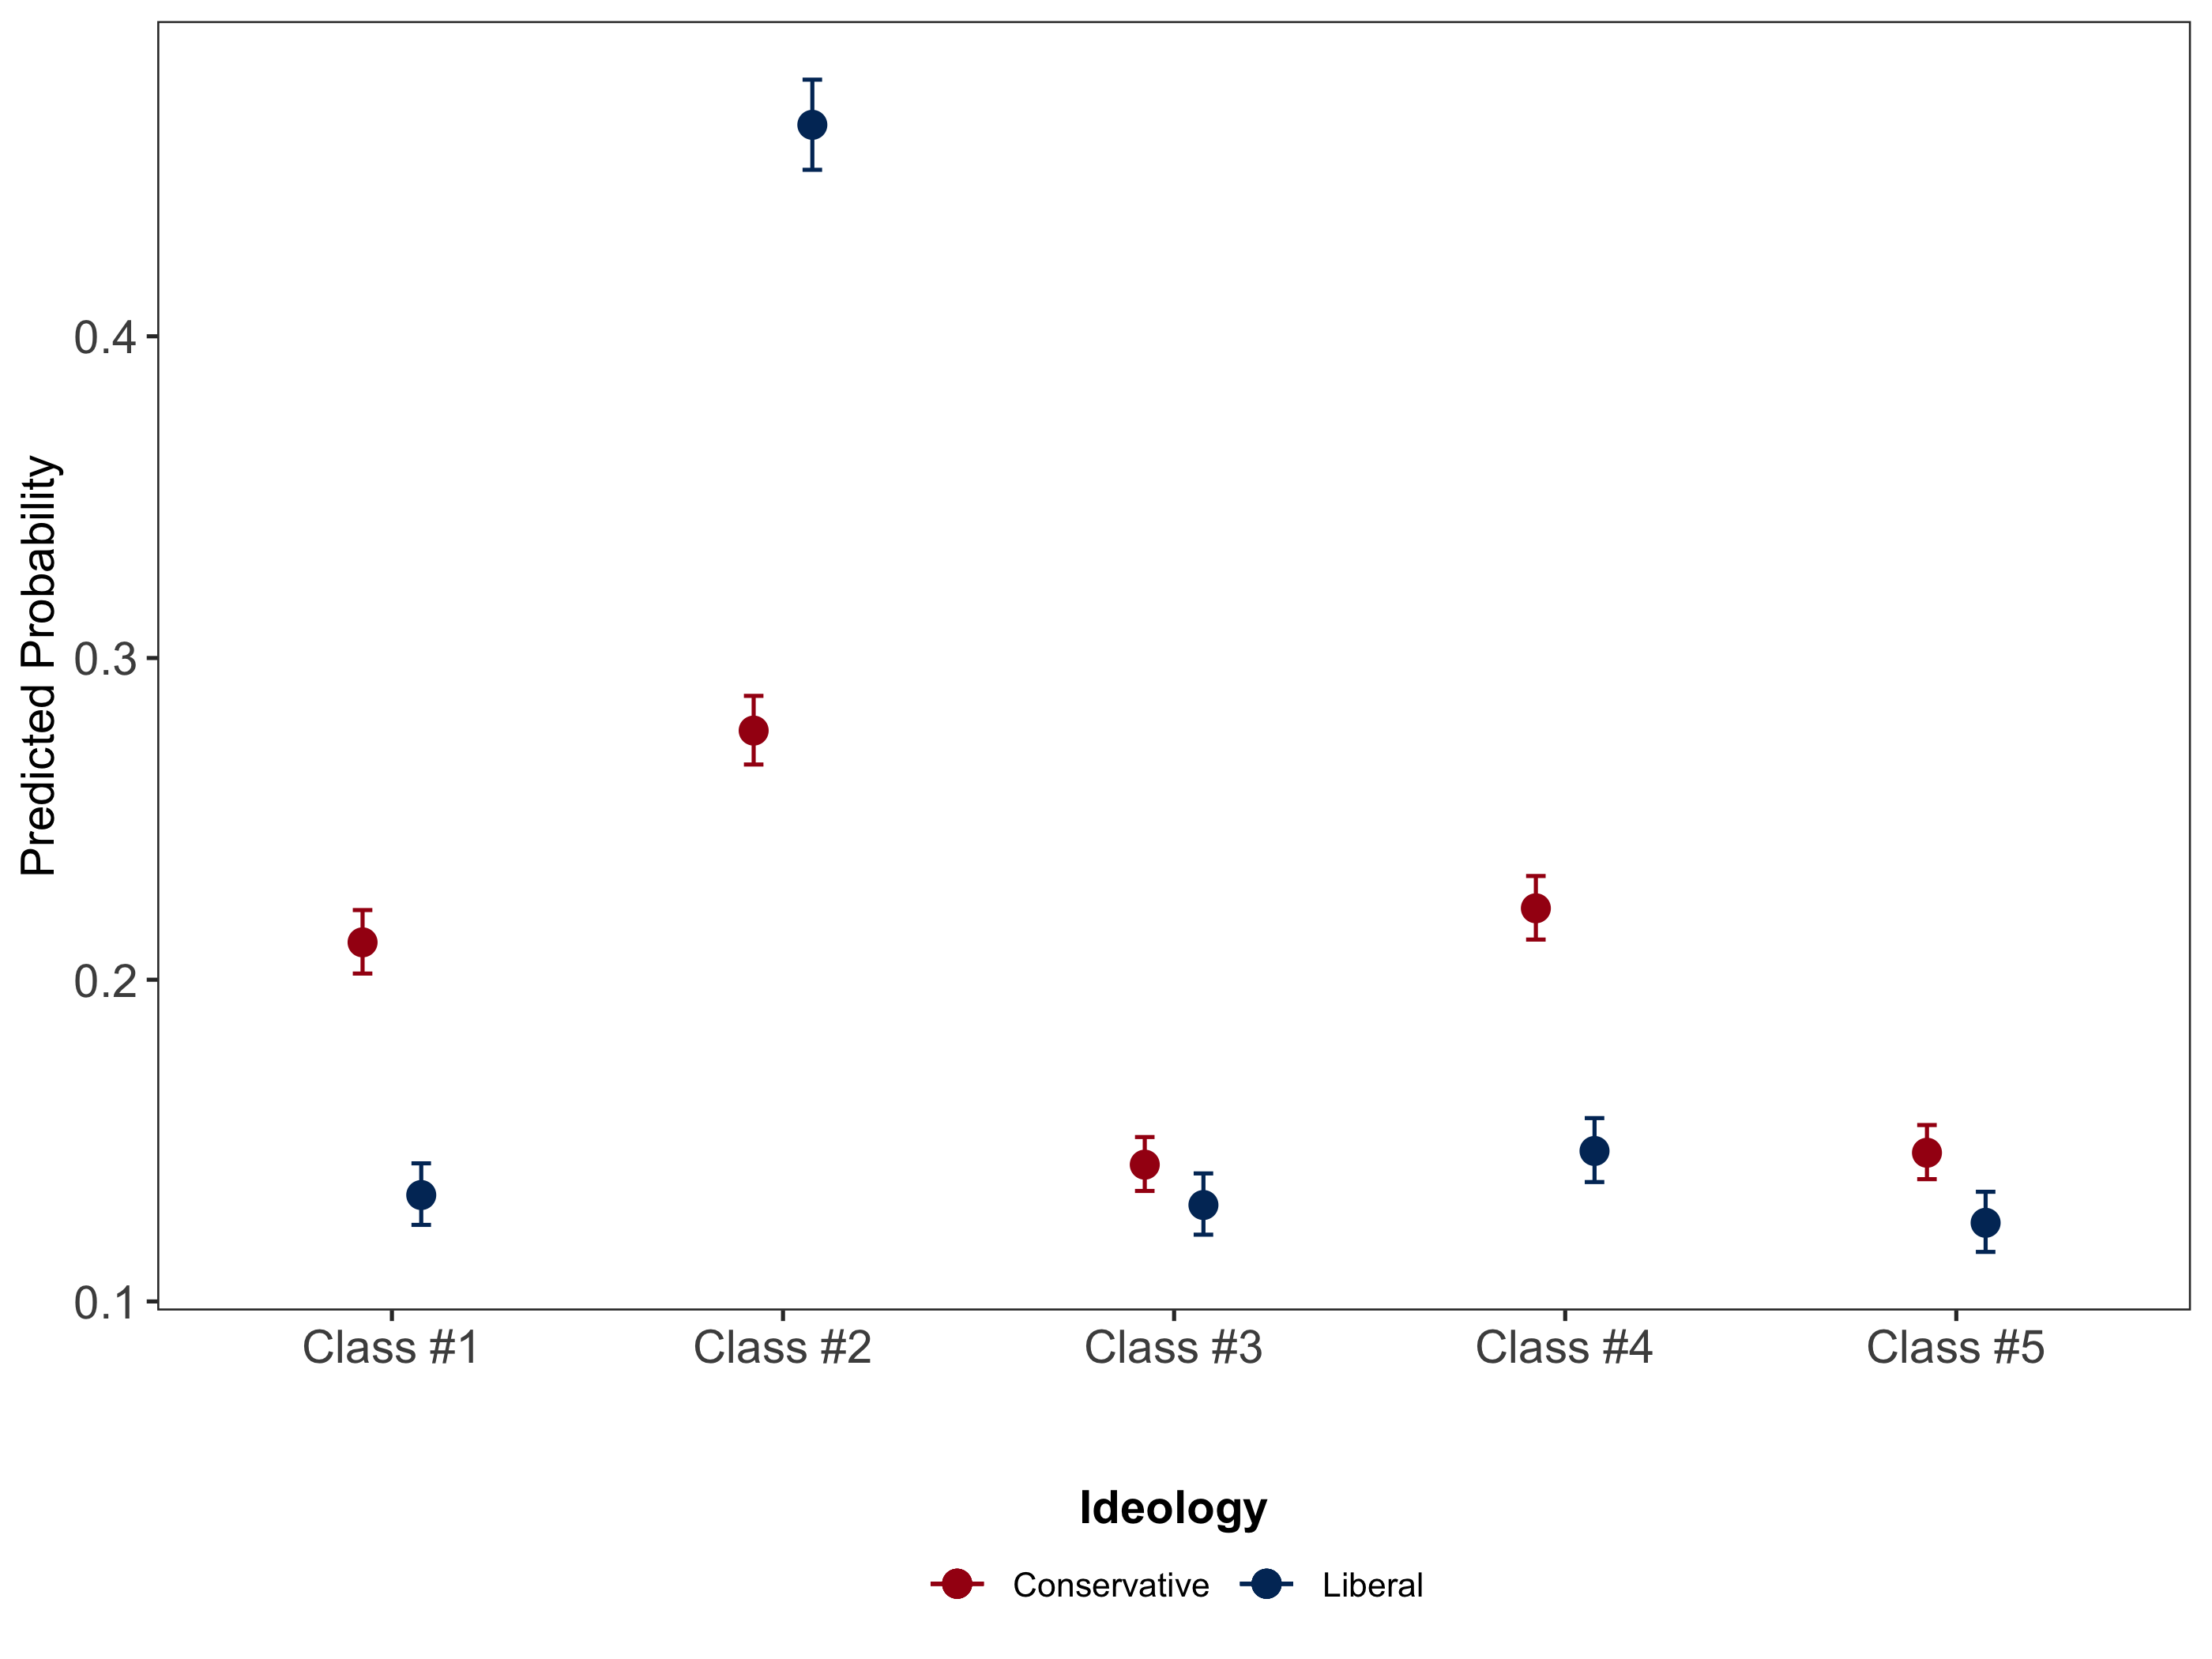 Predicted Probability
0.4
0.3
0.2
0.1
Class #1 Class #2 Class #3 Class #4 Class #5
Ideology
Conservative Liberal